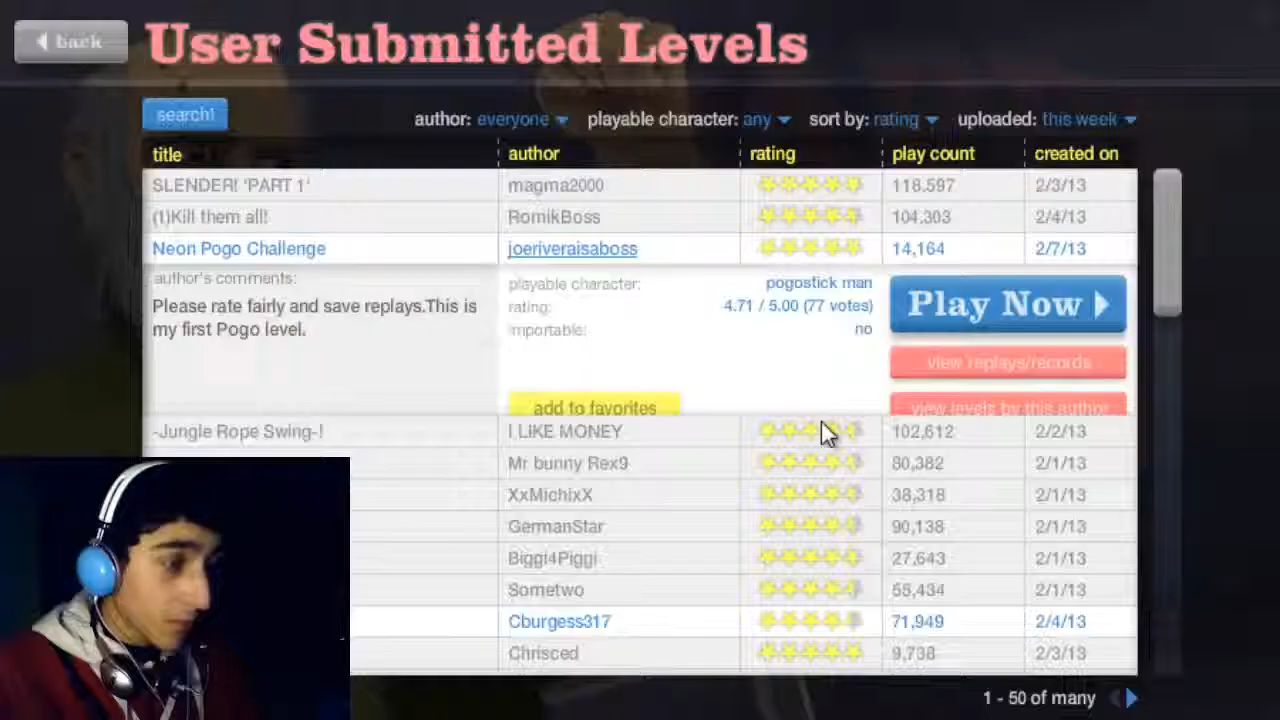 back
User Submitted Levels
search!
author: everyone playable character: any sort by: rating uploaded: this week
title author rating play count created on
SLENDER! 'PART 1' magma2000 118,597 2/3/13
(1)Kill them all! RomikBoss 104,303 2/4/13
Neon Pogo Challenge joeriveraisaboss 14,164 2/7/13
author's comments:
Please rate fairly and save replays.This is
my first Pogo level.
playable character: pogostick man
rating: 4.71 / 5.00 (77 votes)
importable: no
add to favorites
Play Now
view replays/records
view levels by this author
-Jungle Rope Swing-! I LIKE MONEY 102,612 2/2/13
Mr bunny Rex9 80,382 2/1/13
XxMichixX 38,318 2/1/13
GermanStar 90,138 2/1/13
Biggi4Piggi 27,643 2/1/13
Sometwo 55,434 2/1/13
Cburgess317 71,949 2/4/13
Chrisced 9,738 2/3/13
1 - 50 of many